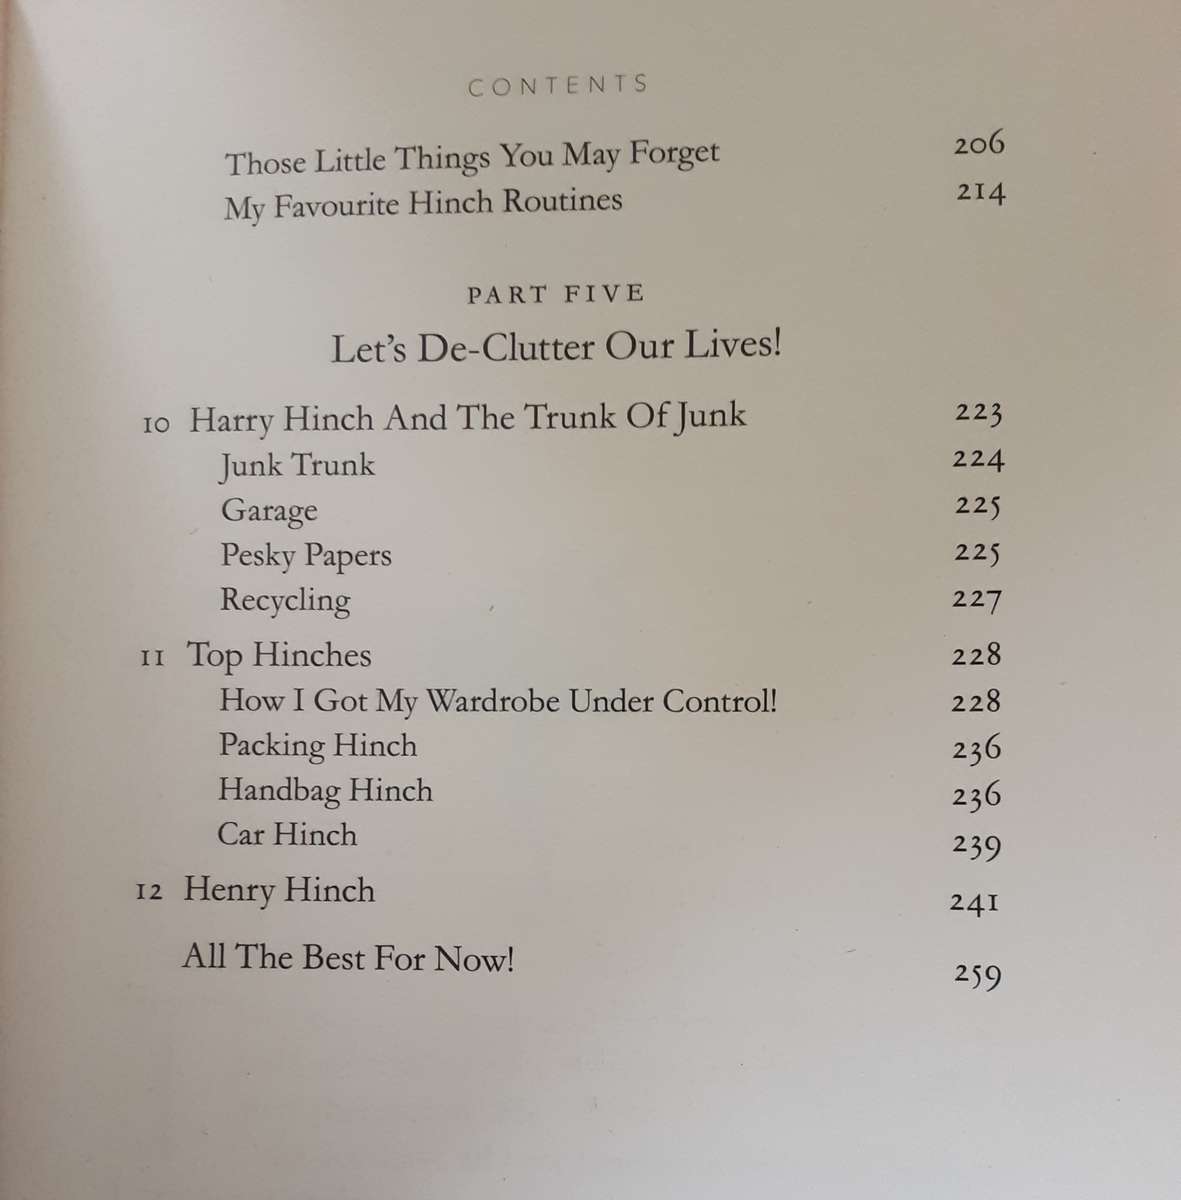 CONTENTS
Those Little Things You May Forget 206
My Favourite Hinch Routines 214
PART FIVE
Let's De-Clutter Our Lives!
10 Harry Hinch And The Trunk Of Junk 223
Junk Trunk 224
Garage 225
Pesky Papers 225
Recycling 227
11 Top Hinches 228
How I Got My Wardrobe Under Control! 228
Packing Hinch 236
Handbag Hinch 236
Car Hinch 239
12 Henry Hinch 241
All The Best For Now! 259